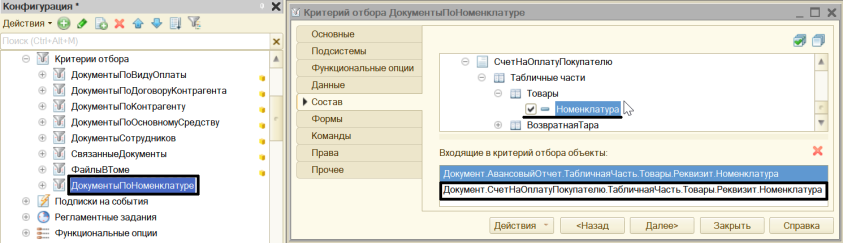 Конфигурация *
Действия
Поиск (Ctrl+Alt+M)
Критерии отбора
ДокументыПоВидуОплаты
ДокументыПоДоговоруКонтрагента
ДокументыПоКонтрагенту
ДокументыПоОсновномуСредству
ДокументыСотрудников
СвязанныеДокументы
ФайлыВТоме
ДокументыПоНоменклатуре
Подписки на события
Регламентные задания
Функциональные опции
Критерий отбора ДокументыПоНоменклатуре
Основные
Подсистемы
Функциональные опции
Данные
Состав
Формы
Команды
Права
Прочее
СчетНаОплатуПокупателю
Табличные части
Товары
Номенклатура
ВозвратнаяТара
Входящие в критерий отбора объекты:
Документ.АвансовыйОтчет.ТабличнаяЧасть.Товары.Реквизит.Номенклатура
Документ.СчетНаОплатуПокупателю.ТабличнаяЧасть.Товары.Реквизит.Номенклатура
Действия
<Назад
Далее>
Закрыть
Справка